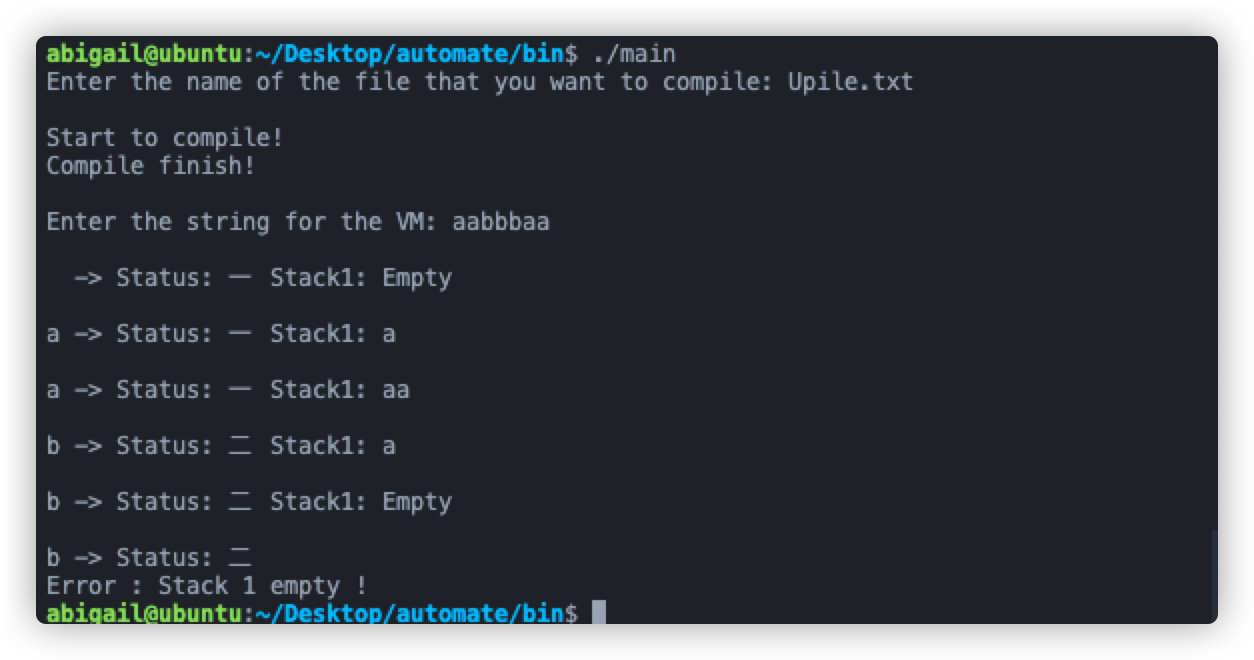 abigail@ubuntu:~/Desktop/automate/bin$ ./main
Enter the name of the file that you want to compile: Upile.txt
Start to compile!
Compile finish!
Enter the string for the VM: aabbbaa
-> Status: 一 Stack1: Empty
a -> Status: 一 Stack1: a
a -> Status: 一 Stack1: aa
b -> Status: 二 Stack1: a
b -> Status: 二 Stack1: Empty
b -> Status: 二
Error : Stack 1 empty !
abigail@ubuntu:~/Desktop/automate/bin$